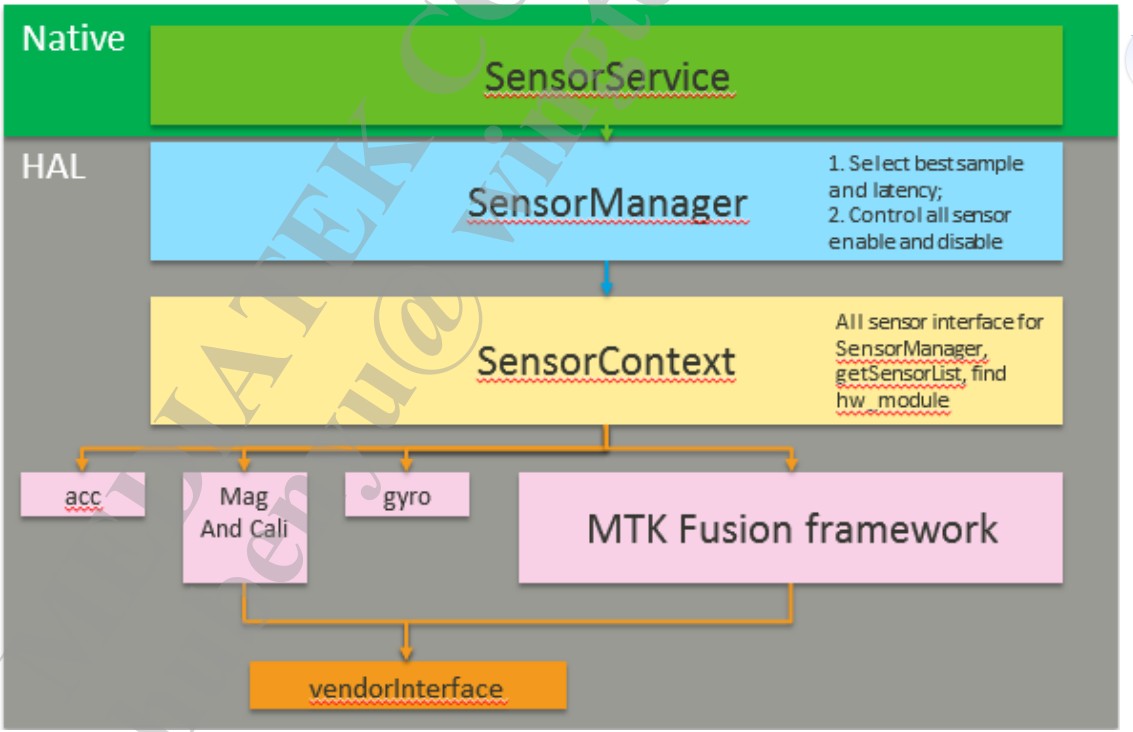 Native
SensorService
HAL
SensorManager
1. Select best sample
and latency;
2. Control all sensor
enable and disable
SensorContext
All sensor interface for
SensorManager,
getSensorList, find
hw_module
acc
Mag
And Cali
gyro
MTK Fusion framework
vendorInterface